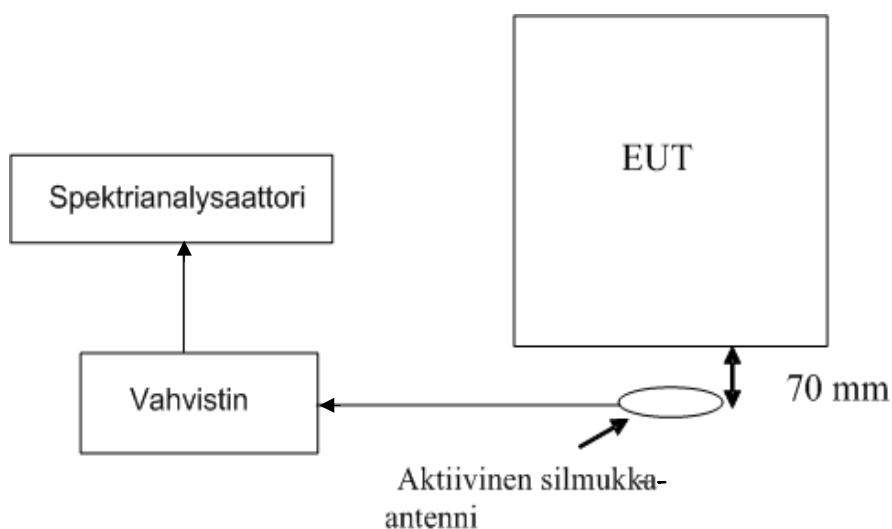 EUT
Spektrianalysaattori
Vahvistin
70 mm
Aktiivinen silmukka-
antenni